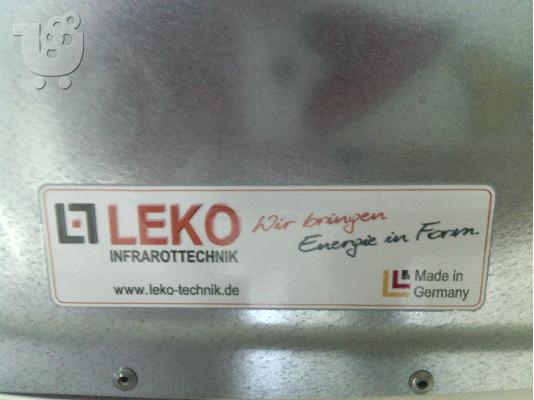 LEKO
INFRAROTTECHNIK
Wir bringen
Energie in Form.
www.leko-technik.de
Made in
Germany